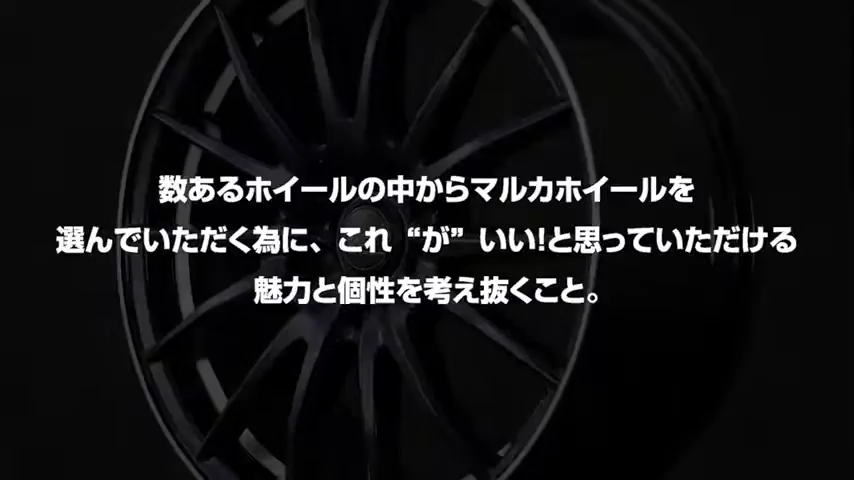 数あるホイールの中からマルカホイールを
選んでいただく為に、これ“が”いい!と思っていただける
魅力と個性を考え抜くこと。